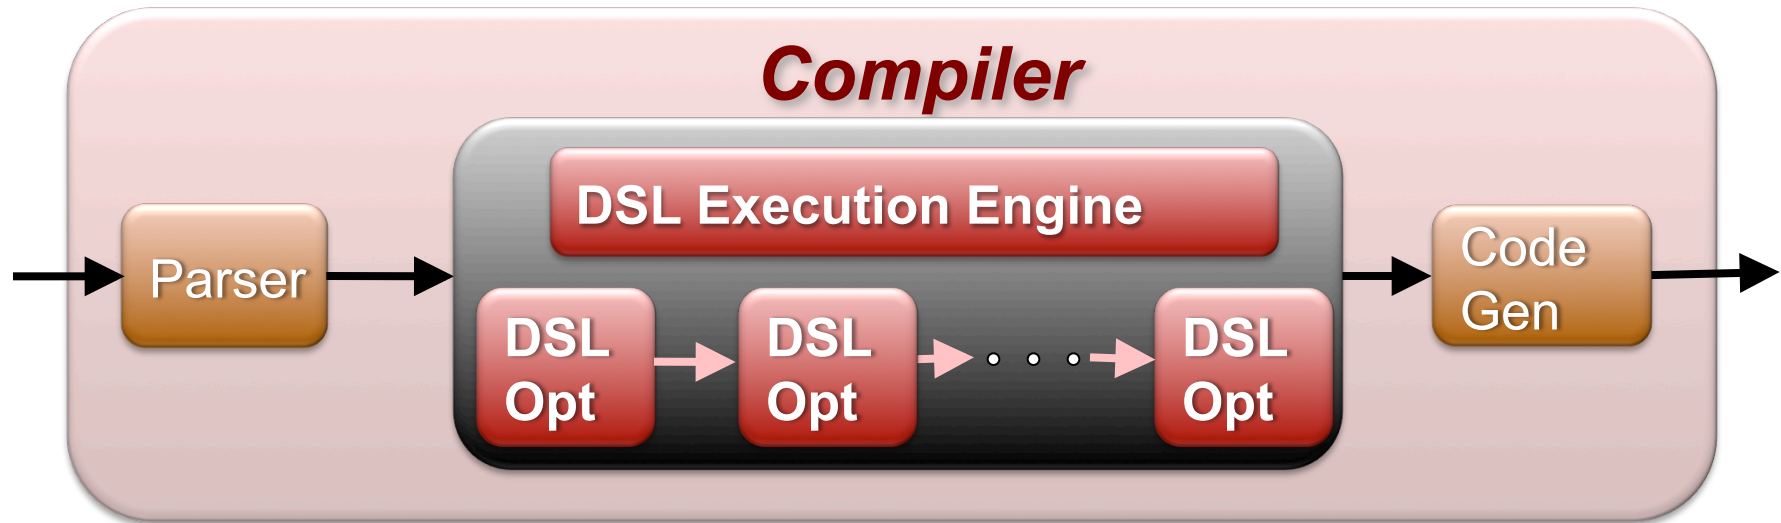 Compiler
DSL Execution Engine
Parser
DSL
Opt
DSL
Opt
DSL
Opt
Code
Gen